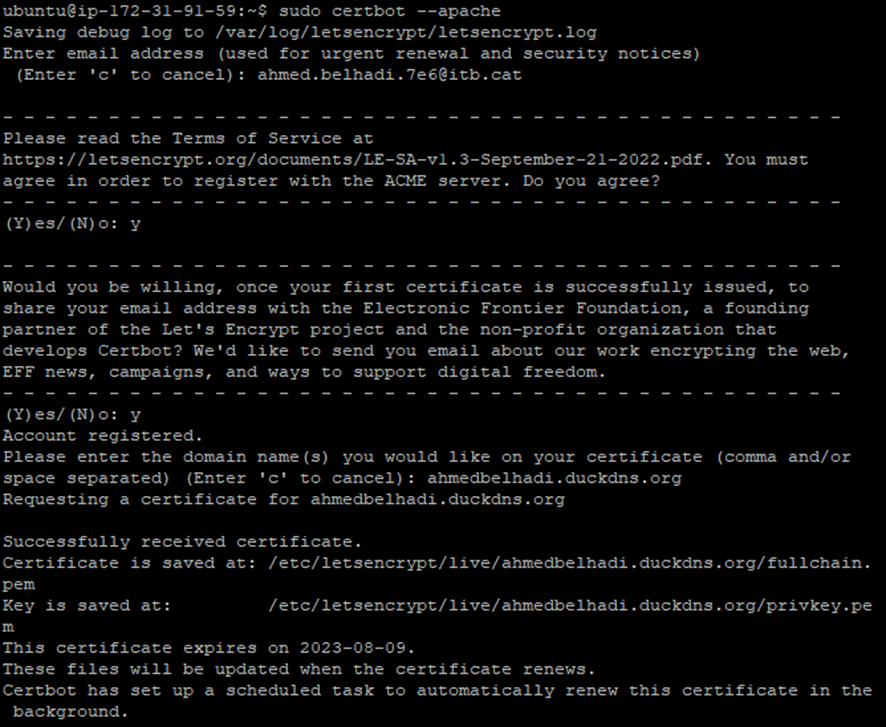 ubuntu@ip-172-31-91-59:~$ sudo certbot --apache
Saving debug log to /var/log/letsencrypt/letsencrypt.log
Enter email address (used for urgent renewal and security notices)
 (Enter 'c' to cancel): ahmed.belhadi.7e6@itb.cat

- - - - - - - - - - - - - - - - - - - - - - - - - - - - - - - - - - - - - - - -
Please read the Terms of Service at
https://letsencrypt.org/documents/LE-SA-v1.3-September-21-2022.pdf. You must
agree in order to register with the ACME server. Do you agree?
- - - - - - - - - - - - - - - - - - - - - - - - - - - - - - - - - - - - - - - -
(Y)es/(N)o: y

- - - - - - - - - - - - - - - - - - - - - - - - - - - - - - - - - - - - - - - -
Would you be willing, once your first certificate is successfully issued, to
share your email address with the Electronic Frontier Foundation, a founding
partner of the Let's Encrypt project and the non-profit organization that
develops Certbot? We'd like to send you email about our work encrypting the web,
EFF news, campaigns, and ways to support digital freedom.
- - - - - - - - - - - - - - - - - - - - - - - - - - - - - - - - - - - - - - - -
(Y)es/(N)o: y
Account registered.
Please enter the domain name(s) you would like on your certificate (comma and/or
space separated) (Enter 'c' to cancel): ahmedbelhadi.duckdns.org
Requesting a certificate for ahmedbelhadi.duckdns.org

Successfully received certificate.
Certificate is saved at: /etc/letsencrypt/live/ahmedbelhadi.duckdns.org/fullchain.
pem
Key is saved at:         /etc/letsencrypt/live/ahmedbelhadi.duckdns.org/privkey.pe
m
This certificate expires on 2023-08-09.
These files will be updated when the certificate renews.
Certbot has set up a scheduled task to automatically renew this certificate in the
 background.